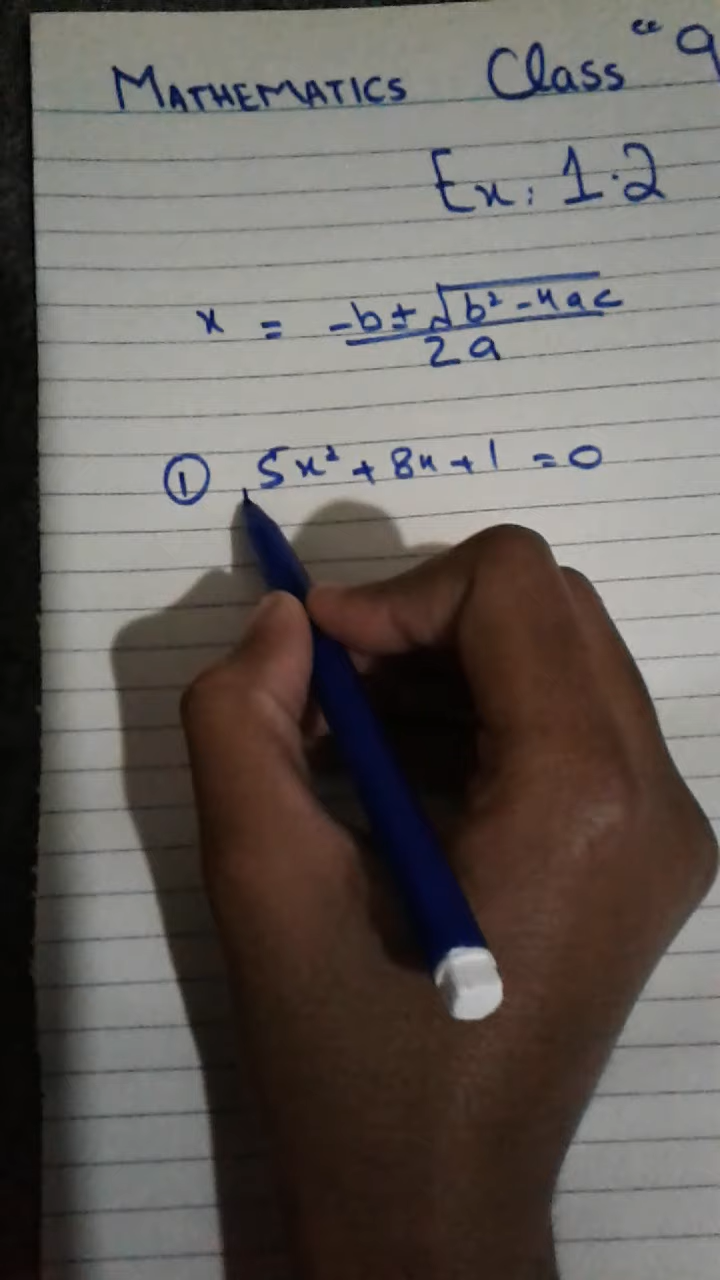 MATHEMATICS Class "9
Ex: 1.2
x = -b ± √b² - 4ac
2a
① 5x² + 8x + 1 = 0